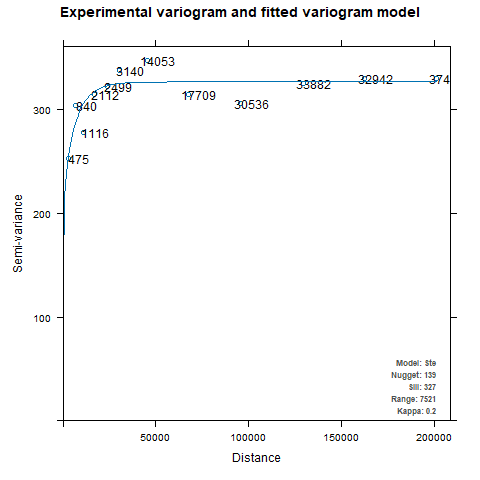 Experimental variogram and fitted variogram model
14053
3140
2499
2112
840
1116
475
17709
30536
33882
32942
374
300
200
100
Semi-variance
Model: Ste
Nugget: 139
Sill: 327
Range: 7521
Kappa: 0.2
50000 100000 150000 200000
Distance